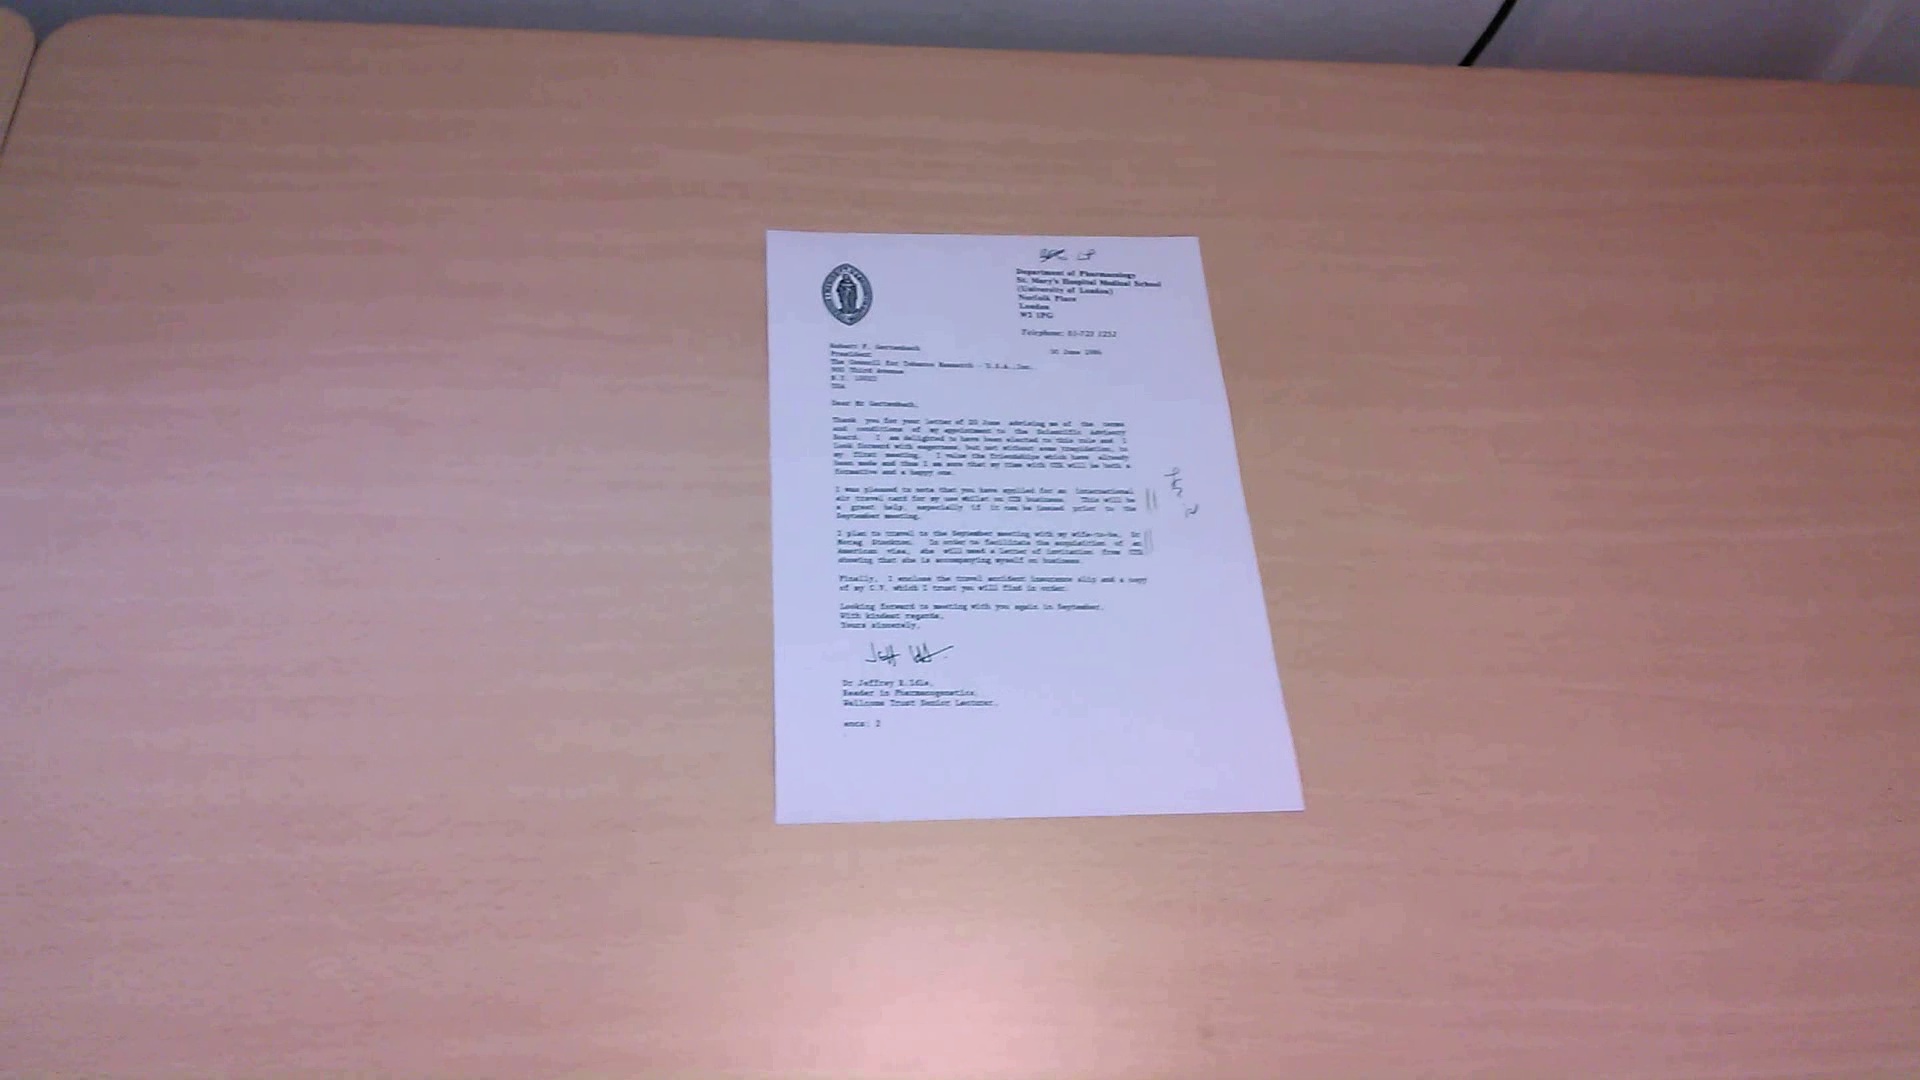 Department of Pharmacology
St. Mary's Hospital Medical School
(University of London)
Norfolk Place
London
W2 1PG
Telephone: 01-723 1252
30 June 1986
Robert F. Gertenbach
President
The Council for Tobacco Research - U.S.A., Inc.
900 Third Avenue
N.Y. 10022
USA
Dear Mr Gertenbach,
Thank you for your letter of 20 June advising me of the terms
and conditions of my appointment to the Scientific Advisory
Board. I am delighted to have been elected to this role and I
look forward with eagerness, but not without some trepidation, to
my first meeting. I value the friendships which have already
been made and thus I am sure that my time with CTR will be both a
formative and a happy one.
I was pleased to note that you have applied for an international
air travel card for my use whilst on CTR business. This will be
a great help, especially if it can be issued prior to the
September meeting.
I plan to travel to the September meeting with my wife-to-be, Dr
Stockton. In order to facilitate the acquisition of an
American visa, she will need a letter of invitation from CTR
showing that she is accompanying myself on business.
Finally, I enclose the travel accident insurance slip and a copy
of my C.V. which I trust you will find in order.
Looking forward to meeting with you again in September.
With kindest regards,
Yours sincerely,
Dr Jeffrey R. Idle,
Reader in Pharmacogenetics,
Wellcome Trust Senior Lecturer.
encs: 2